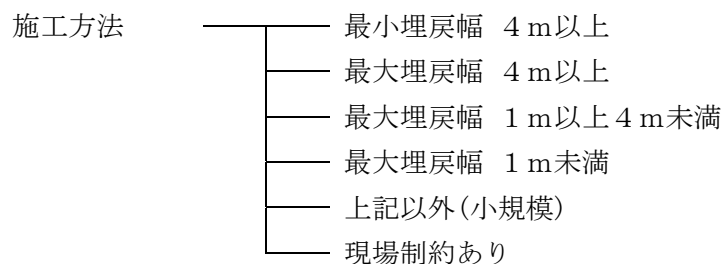 施工方法 最小埋戻幅 ４ｍ以上
最大埋戻幅 ４ｍ以上
最大埋戻幅 １ｍ以上４ｍ未満
最大埋戻幅 １ｍ未満
上記以外(小規模)
現場制約あり